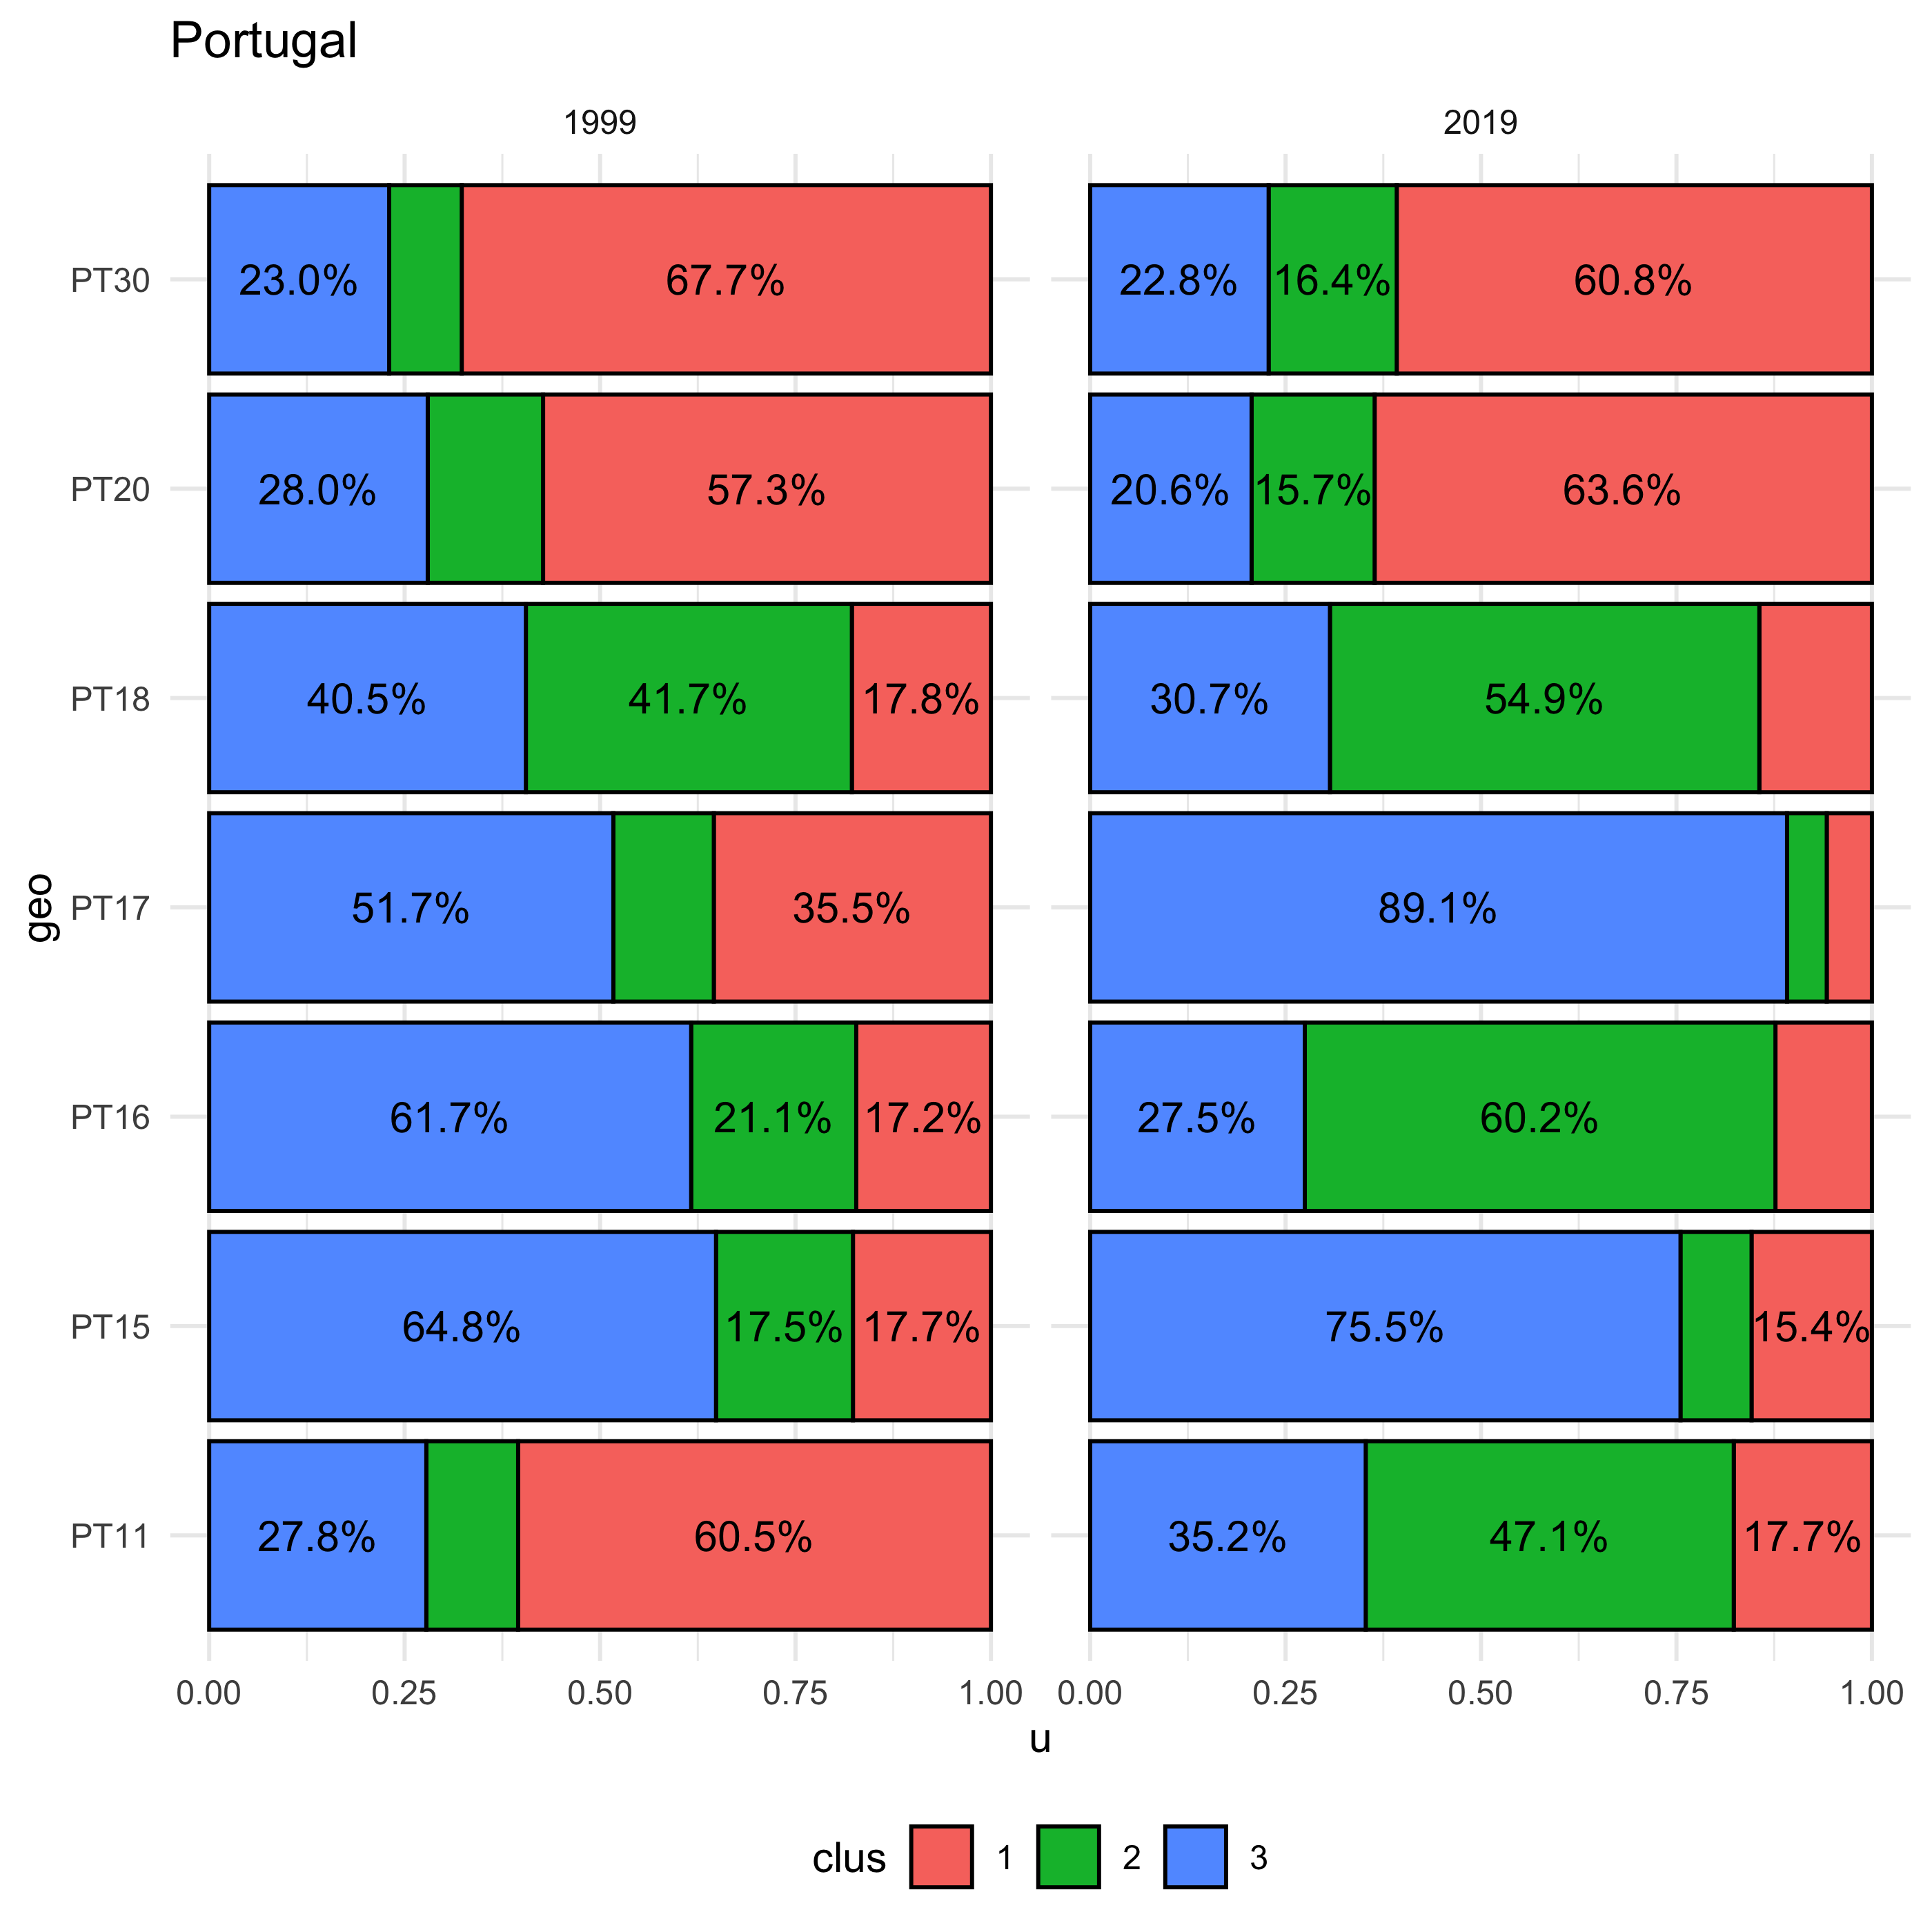 Portugal
1999 2019
PT30 23.0% 67.7% 22.8% 16.4% 60.8%
PT20 28.0% 57.3% 20.6% 15.7% 63.6%
PT18 40.5% 41.7% 17.8% 30.7% 54.9%
PT17 51.7% 35.5% 89.1%
geo
PT16 61.7% 21.1% 17.2% 27.5% 60.2%
PT15 64.8% 17.5% 17.7% 75.5% 15.4%
PT11 27.8% 60.5% 35.2% 47.1% 17.7%
0.00 0.25 0.50 0.75 1.00 0.00 0.25 0.50 0.75 1.00
u
clus 1 2 3